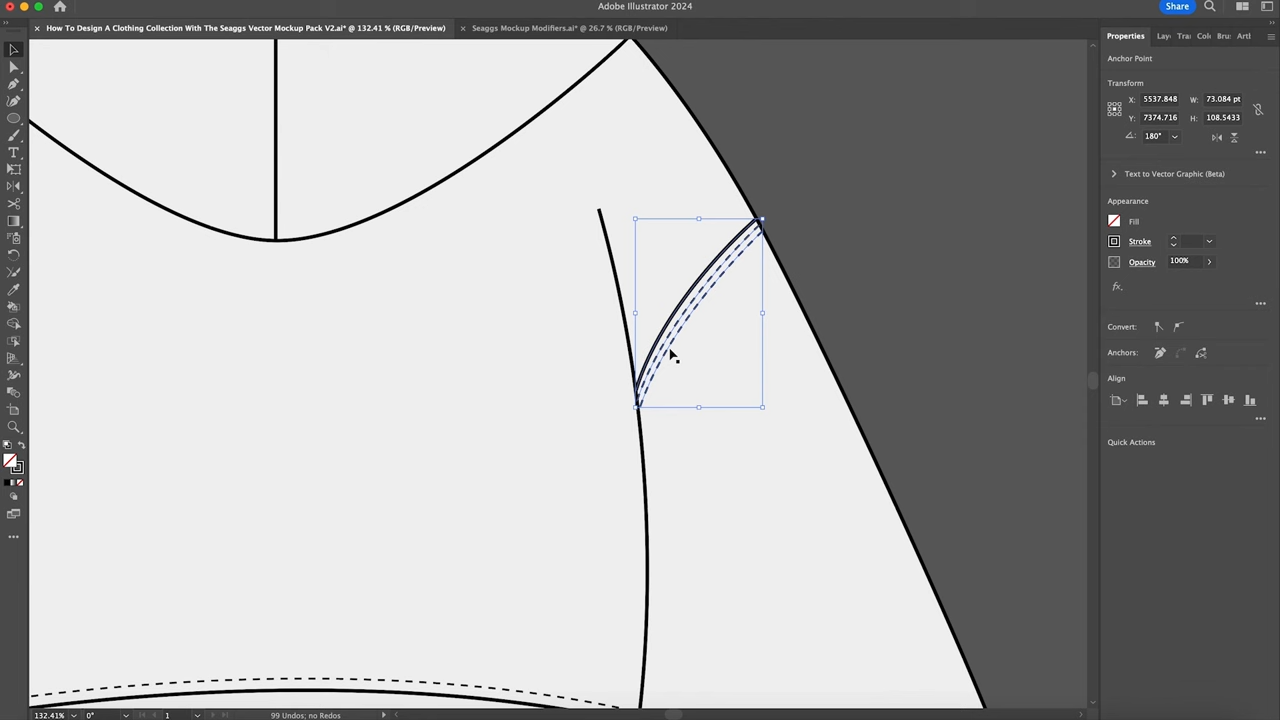 Adobe Illustrator 2024
Share
× How To Design A Clothing Collection With The Seaggs Vector Mockup Pack V2.ai* @ 132.41 % (RGB/Preview)
× Seaggs Mockup Modifiers.ai* @ 26.7 % (RGB/Preview)
Properties Lay Tra Col Bru Artl
Anchor Point
Transform
X: 5537.848 W: 73.084 pt
Y: 7374.716 H: 108.5433
180°
Text to Vector Graphic (Beta)
Appearance
Fill
Stroke
Opacity 100%
fx.
Convert:
Anchors:
Align
Quick Actions
132.41% 0° 1 99 Undos; no Redos